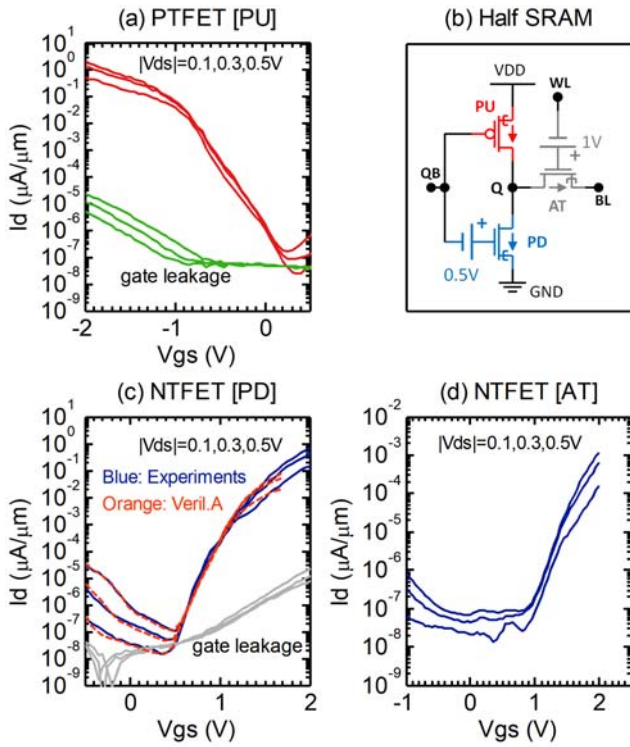 (a) PTFET [PU]
|Vds|=0.1,0.3,0.5V
Id (μA/μm)
10^1
10^0
10^-1
10^-2
10^-3
10^-4
10^-5
10^-6
10^-7
10^-8
10^-9
gate leakage
-2
-1
0
Vgs (V)
(b) Half SRAM
VDD
WL
PU
1V
+
QB
Q
AT
BL
+
PD
0.5V
GND
(c) NTFET [PD]
|Vds|=0.1,0.3,0.5V
Blue: Experiments
Orange: Veril.A
Id (μA/μm)
10^1
10^0
10^-1
10^-2
10^-3
10^-4
10^-5
10^-6
10^-7
10^-8
10^-9
10^-10
gate leakage
0
1
2
Vgs (V)
(d) NTFET [AT]
|Vds|=0.1,0.3,0.5V
Id (μA/μm)
10^-2
10^-3
10^-4
10^-5
10^-6
10^-7
10^-8
10^-9
-1
0
1
2
Vgs (V)